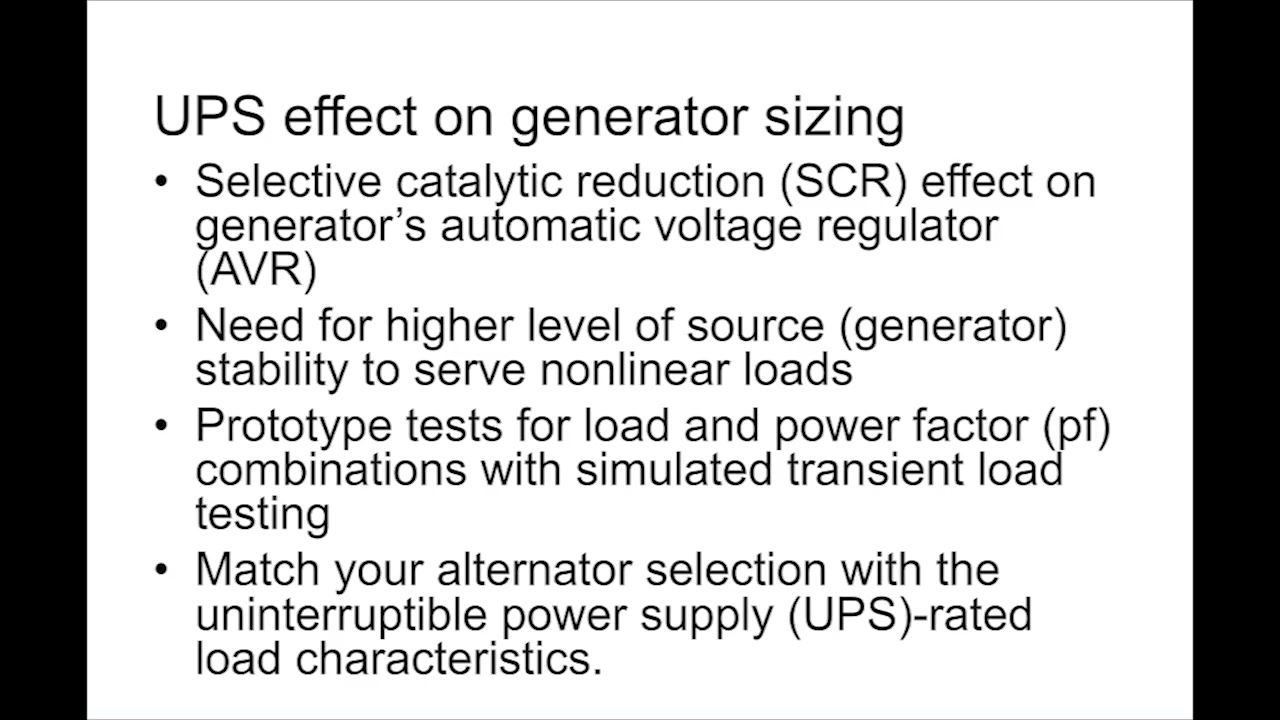 UPS effect on generator sizing
• Selective catalytic reduction (SCR) effect on
generator’s automatic voltage regulator
(AVR)
• Need for higher level of source (generator)
stability to serve nonlinear loads
• Prototype tests for load and power factor (pf)
combinations with simulated transient load
testing
• Match your alternator selection with the
uninterruptible power supply (UPS)-rated
load characteristics.